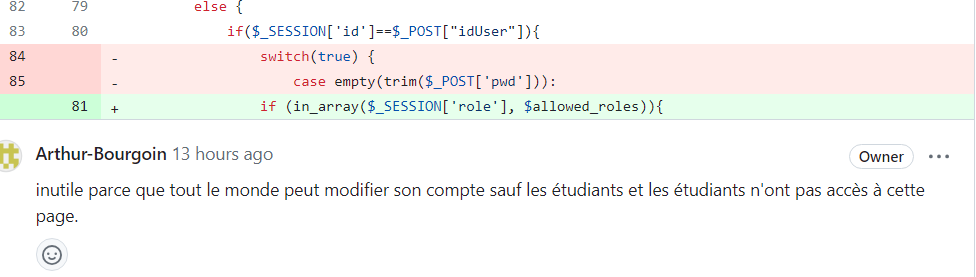 82 79 else {
83 80 if($_SESSION['id']==$_POST["idUser"]){
84 - switch(true) {
85 - case empty(trim($_POST['pwd'])):
81 + if (in_array($_SESSION['role'], $allowed_roles)){
Arthur-Bourgoin 13 hours ago Owner ...
inutile parce que tout le monde peut modifier son compte sauf les étudiants et les étudiants n'ont pas accès à cette
page.